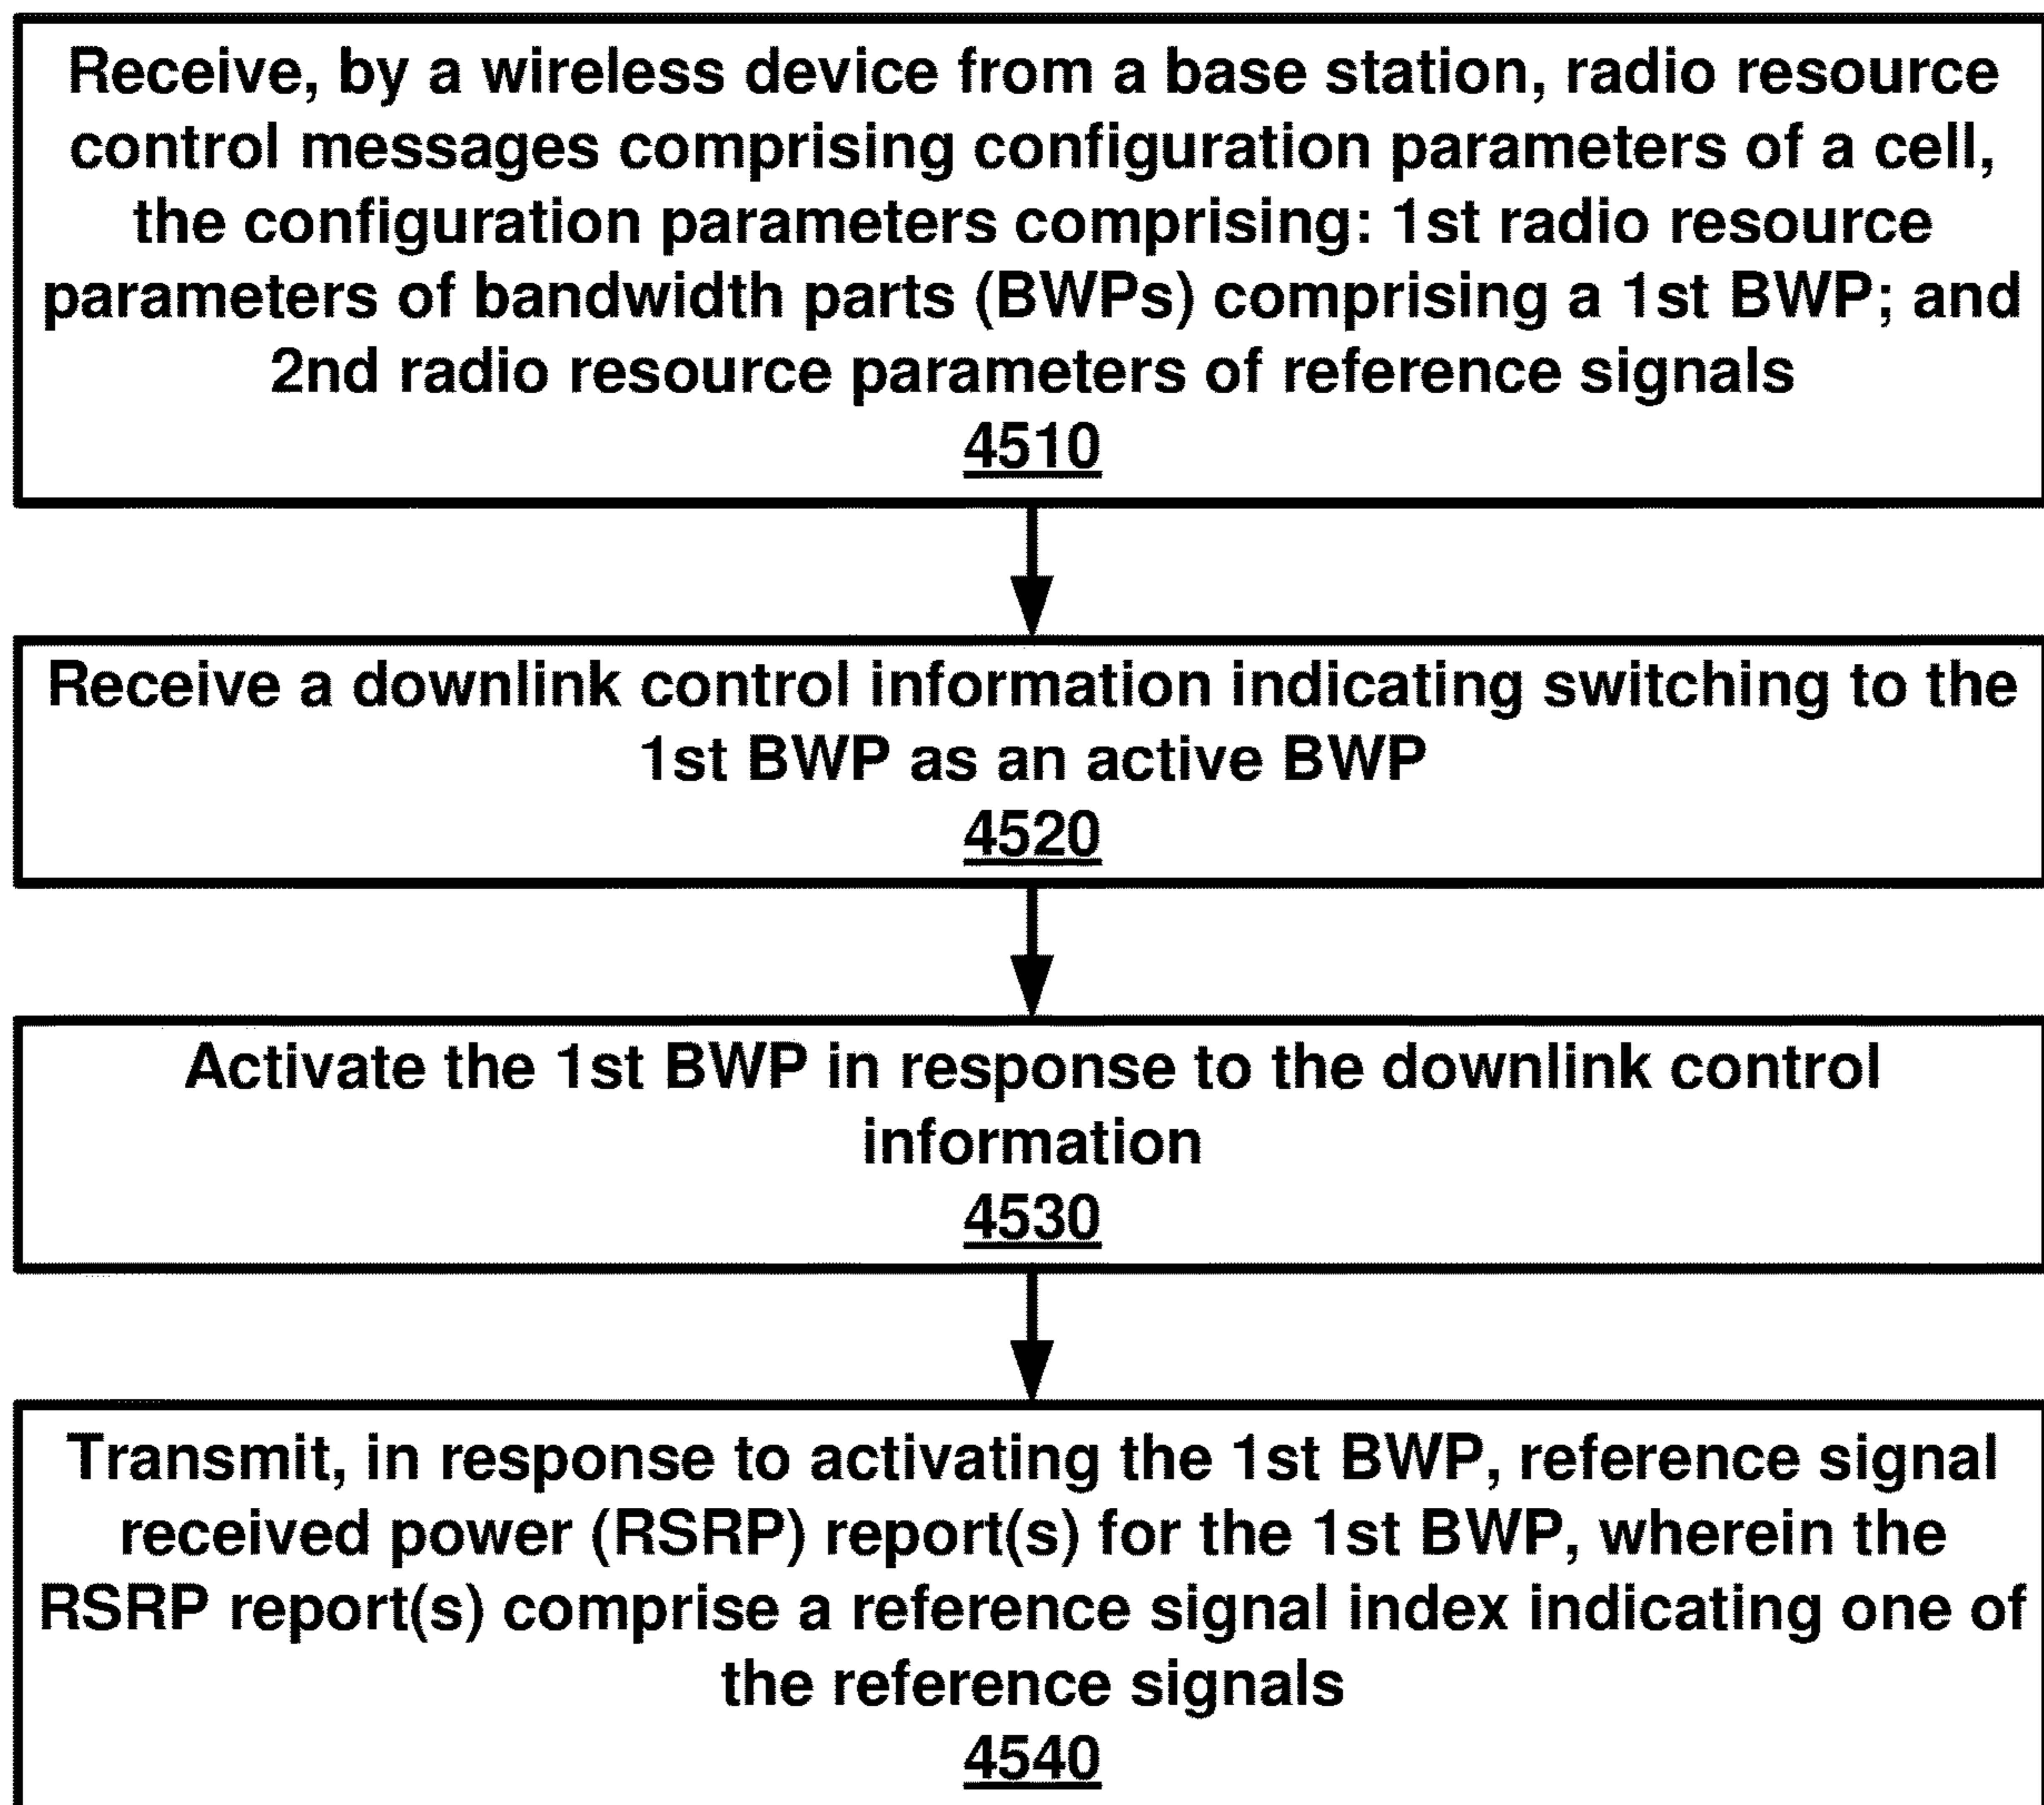 Receive, by a wireless device from a base station, radio resource
control messages comprising configuration parameters of a cell,
the configuration parameters comprising: 1st radio resource
parameters of bandwidth parts (BWPs) comprising a 1st BWP; and
2nd radio resource parameters of reference signals
4510
Receive a downlink control information indicating switching to the
1st BWP as an active BWP
4520
Activate the 1st BWP in response to the downlink control
information
4530
Transmit, in response to activating the 1st BWP, reference signal
received power (RSRP) report(s) for the 1st BWP, wherein the
RSRP report(s) comprise a reference signal index indicating one of
the reference signals
4540